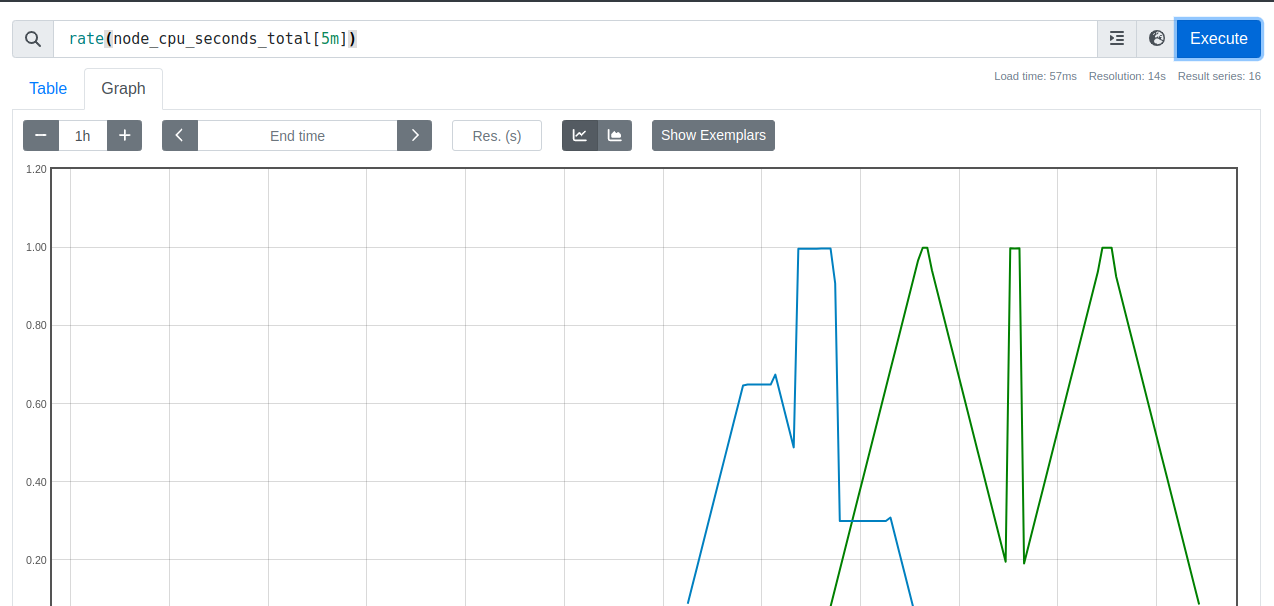 rate(node_cpu_seconds_total[5m])
Execute
Load time: 57ms Resolution: 14s Result series: 16
Table Graph
1h End time Res. (s) Show Exemplars
1.20
1.00
0.80
0.60
0.40
0.20